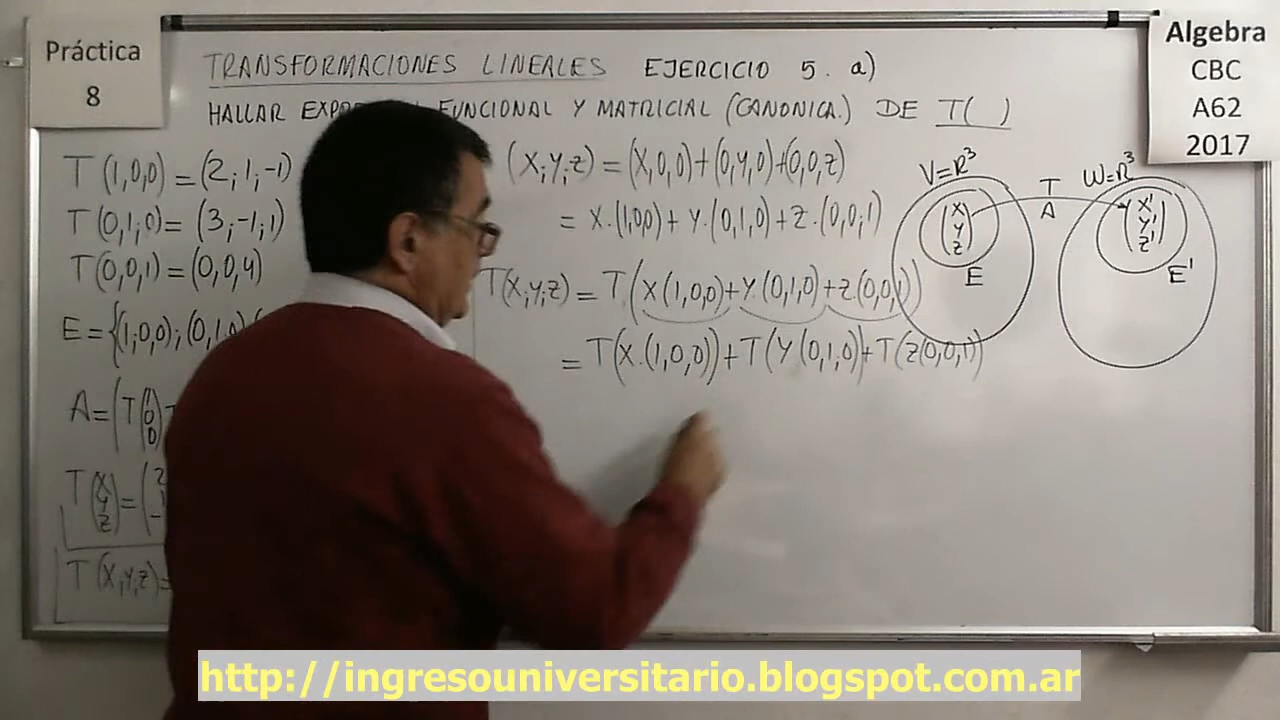 Práctica
8
TRANSFORMACIONES LINEALES EJERCICIO 5. a)
HALLAR FUNCIONAL Y MATRICIAL (CANONICA.) DE T( )
Algebra
CBC
A62
2017
T(1,0,0)=(2;1;-1)
T(0,1;0)=(3;-1;1)
T(0,0,1)=(0,0,4)
E={(1;0;0);(0,1,0)
A=(T(1 0 0)
T(x y z)=(2
T(x,y,z)=
(x;y;z)=(x,0,0)+(0,y,0)+(0,0,z)
=x.(1,0,0)+y.(0,1,0)+z.(0,0,1)
T(x,y;z)=T(x(1,0,0)+y(0,1,0)+z(0,0,1))
=T(x.(1,0,0))+T(y(0,1,0)+T(z(0,0,1))
V=R³
T
A
W=R³
(x y z)
(x' y' z')
E
E'
http://ingresouniversitario.blogspot.com.ar